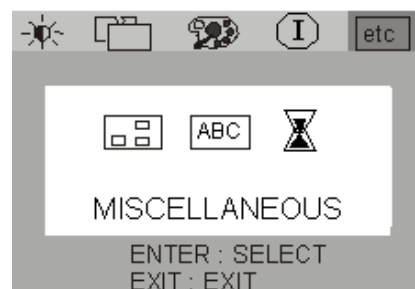 I etc
ABC
MISCELLANEOUS
ENTER : SELECT
EXIT : EXIT